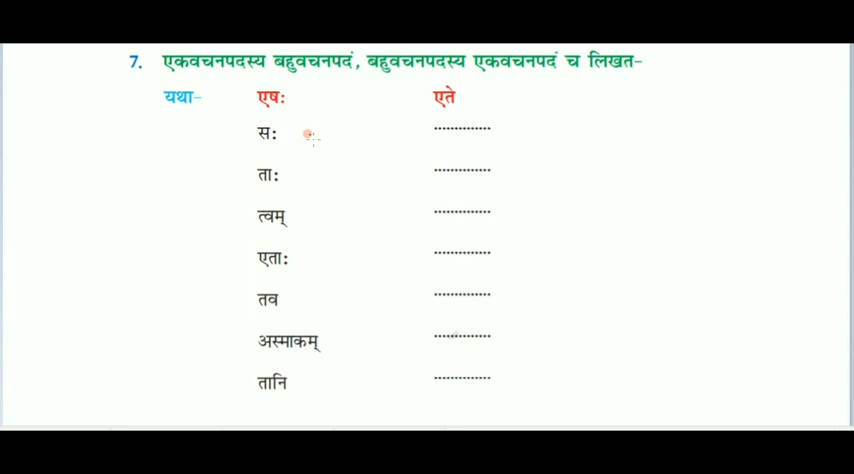 7. एकवचनपदस्य बहुवचनपदं, बहुवचनपदस्य एकवचनपदं च लिखत-
यथा- एषः एते
सः ..............
ताः ..............
त्वम् ..............
एताः ..............
तव ..............
अस्माकम् ..............
तानि ..............